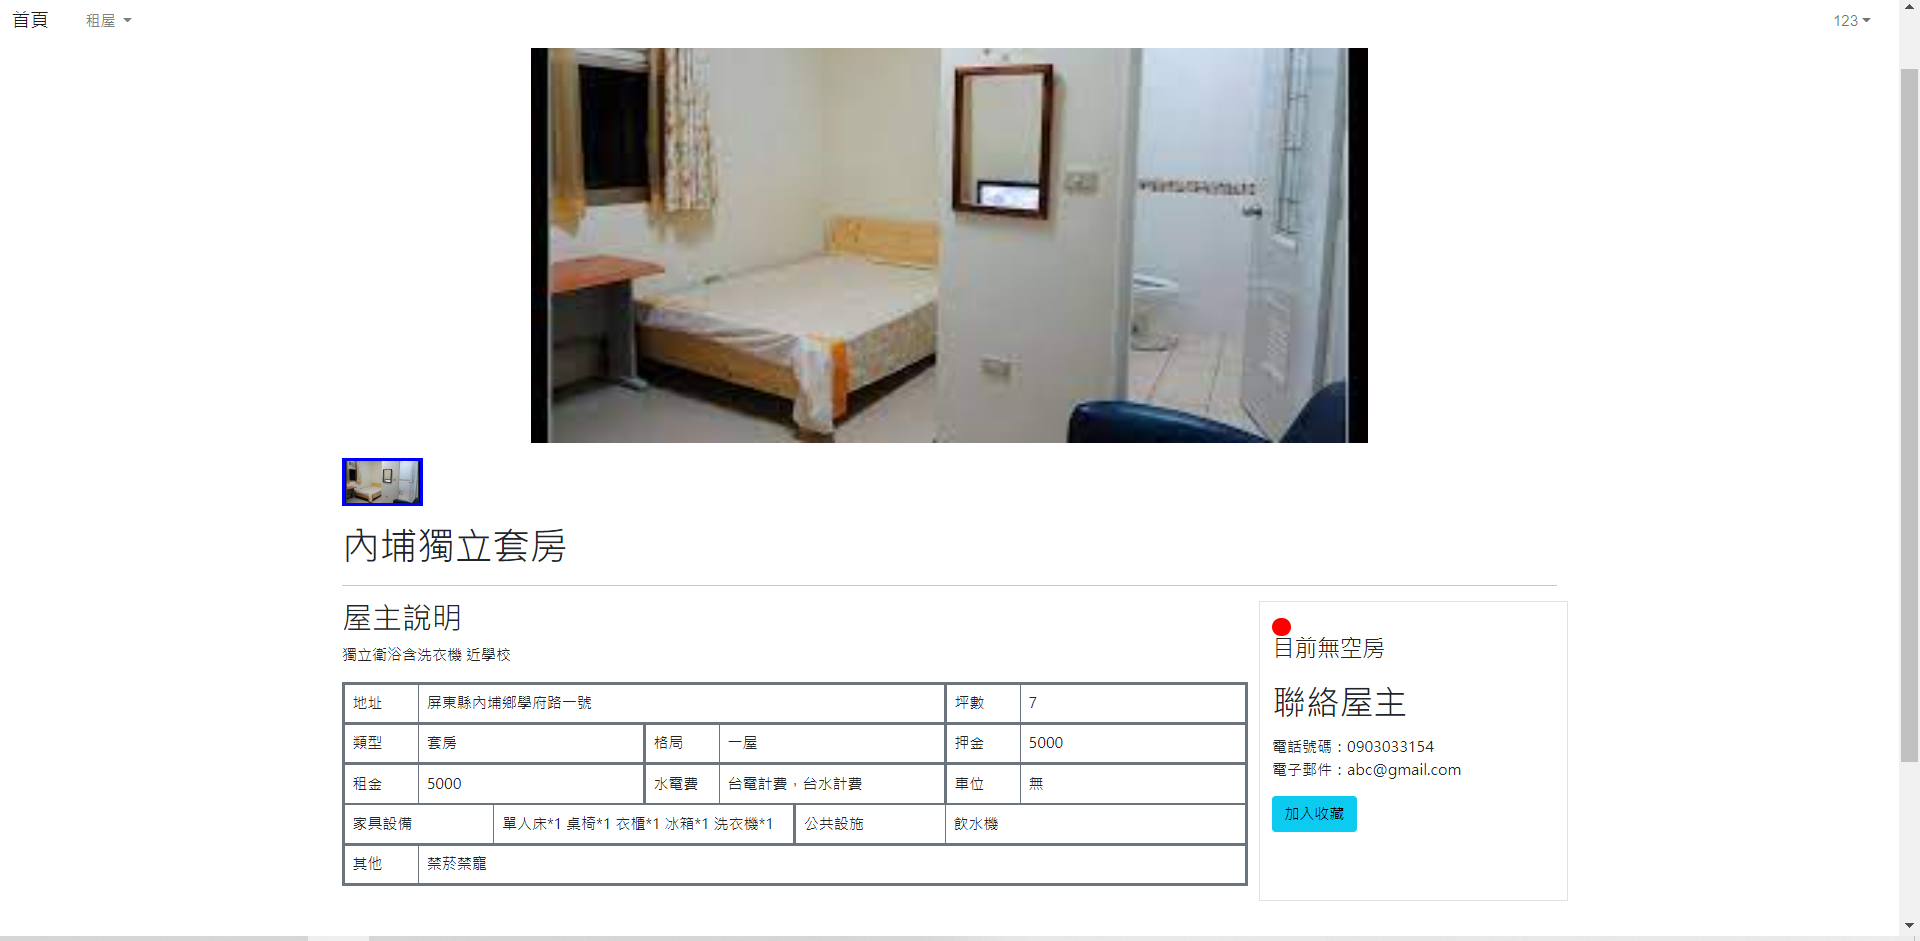 首頁 租屋 123
內埔獨立套房
屋主說明
獨立衛浴含洗衣機 近學校
地址 屏東縣內埔鄉學府路一號 坪數 7
類型 套房 格局 一屋 押金 5000
租金 5000 水電費 台電計費，台水計費 車位 無
家具設備 單人床*1 桌椅*1 衣櫃*1 冰箱*1 洗衣機*1 公共設施 飲水機
其他 禁菸禁寵
目前無空房
聯絡屋主
電話號碼：0903033154
電子郵件：abc@gmail.com
加入收藏